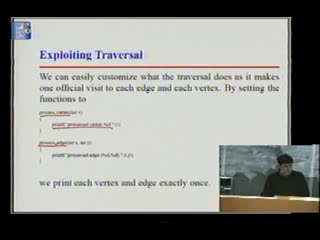 Exploiting Traversal
We can easily customize what the traversal does as it makes
one official visit to each edge and each vertex. By setting the
functions to
process_vertex(int v)
{
printf("processed vertex %d ",v);
}
process_edge(int x, int y)
{
printf("processed edge (%d,%d) ",x,y);
}
we print each vertex and edge exactly once.